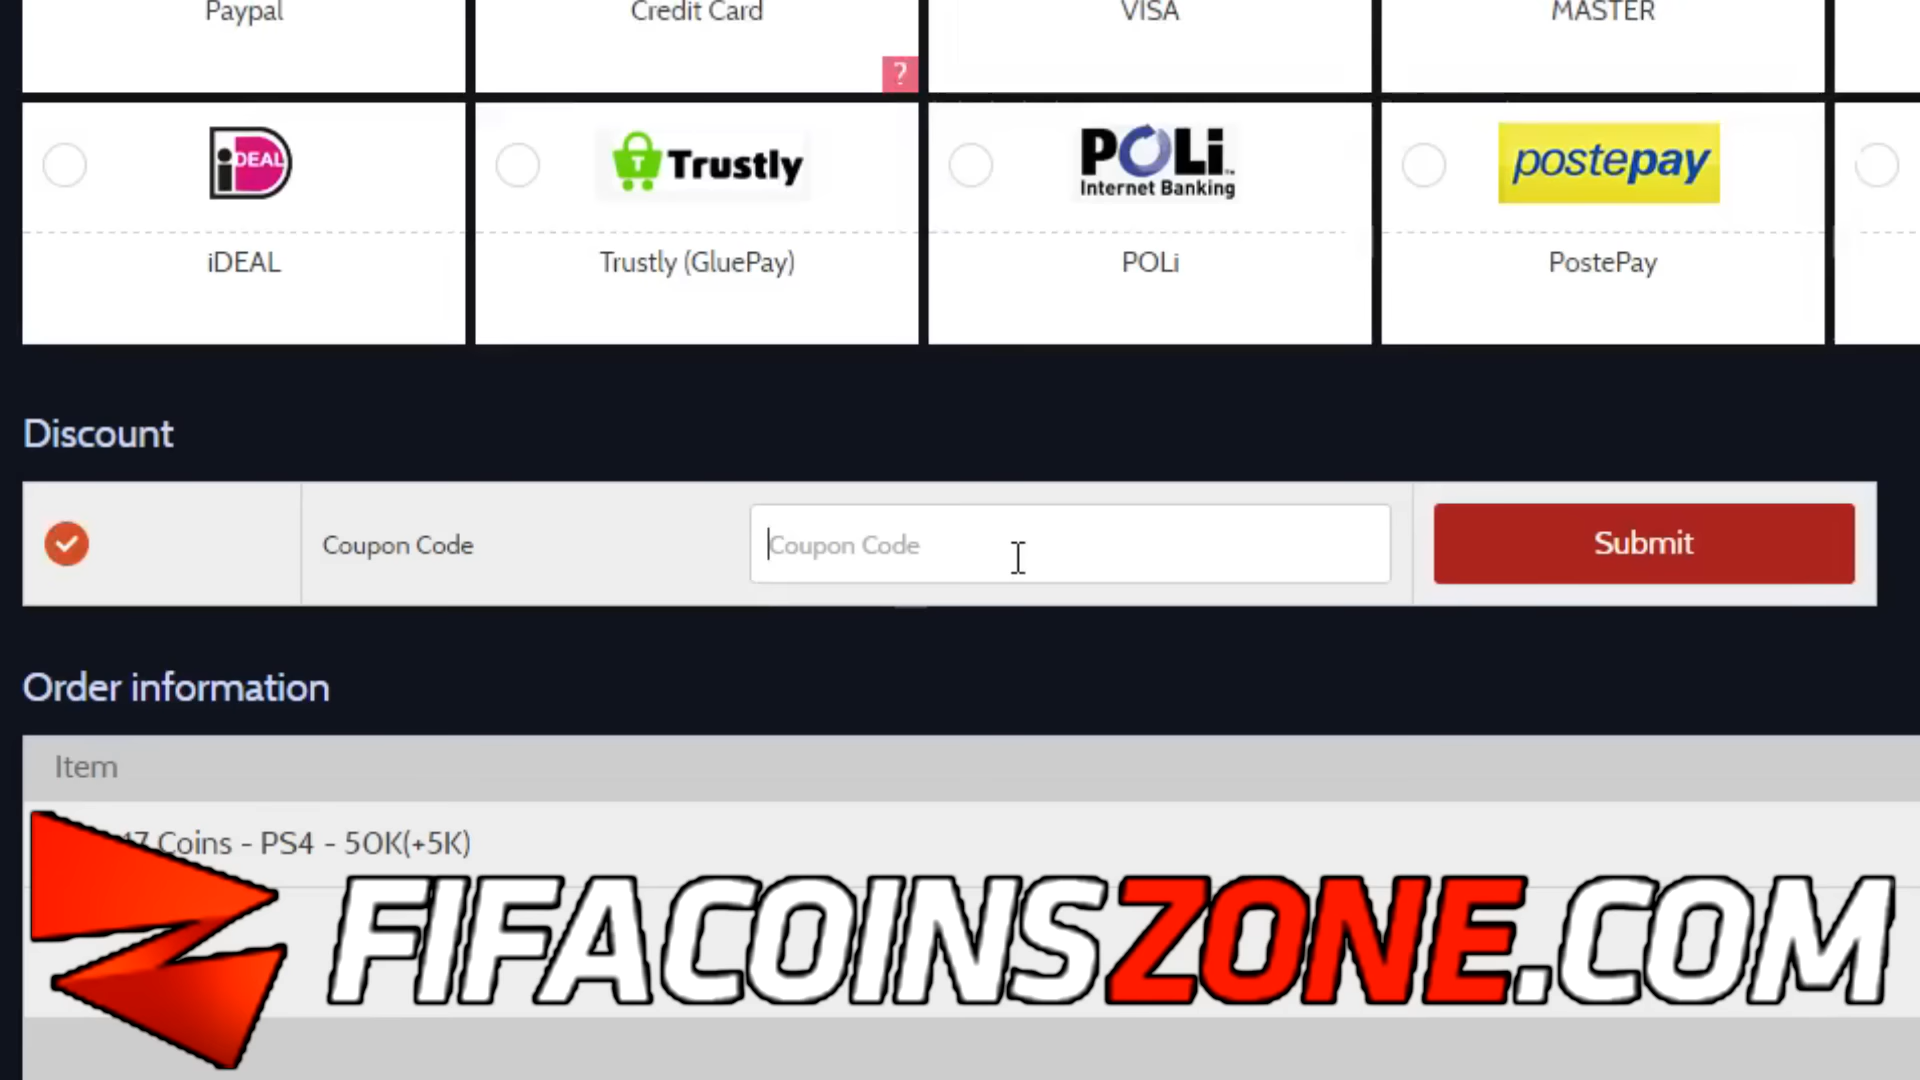 Paypal
Credit Card
VISA
MASTER
?
iDEAL
Trustly
POLi
Internet Banking
postepay
iDEAL
Trustly (GluePay)
POLi
PostePay
Discount
Coupon Code
Coupon Code
Submit
Order information
Item
17 Coins - PS4 - 50K(+5K)
FIFACOINSZONE.COM